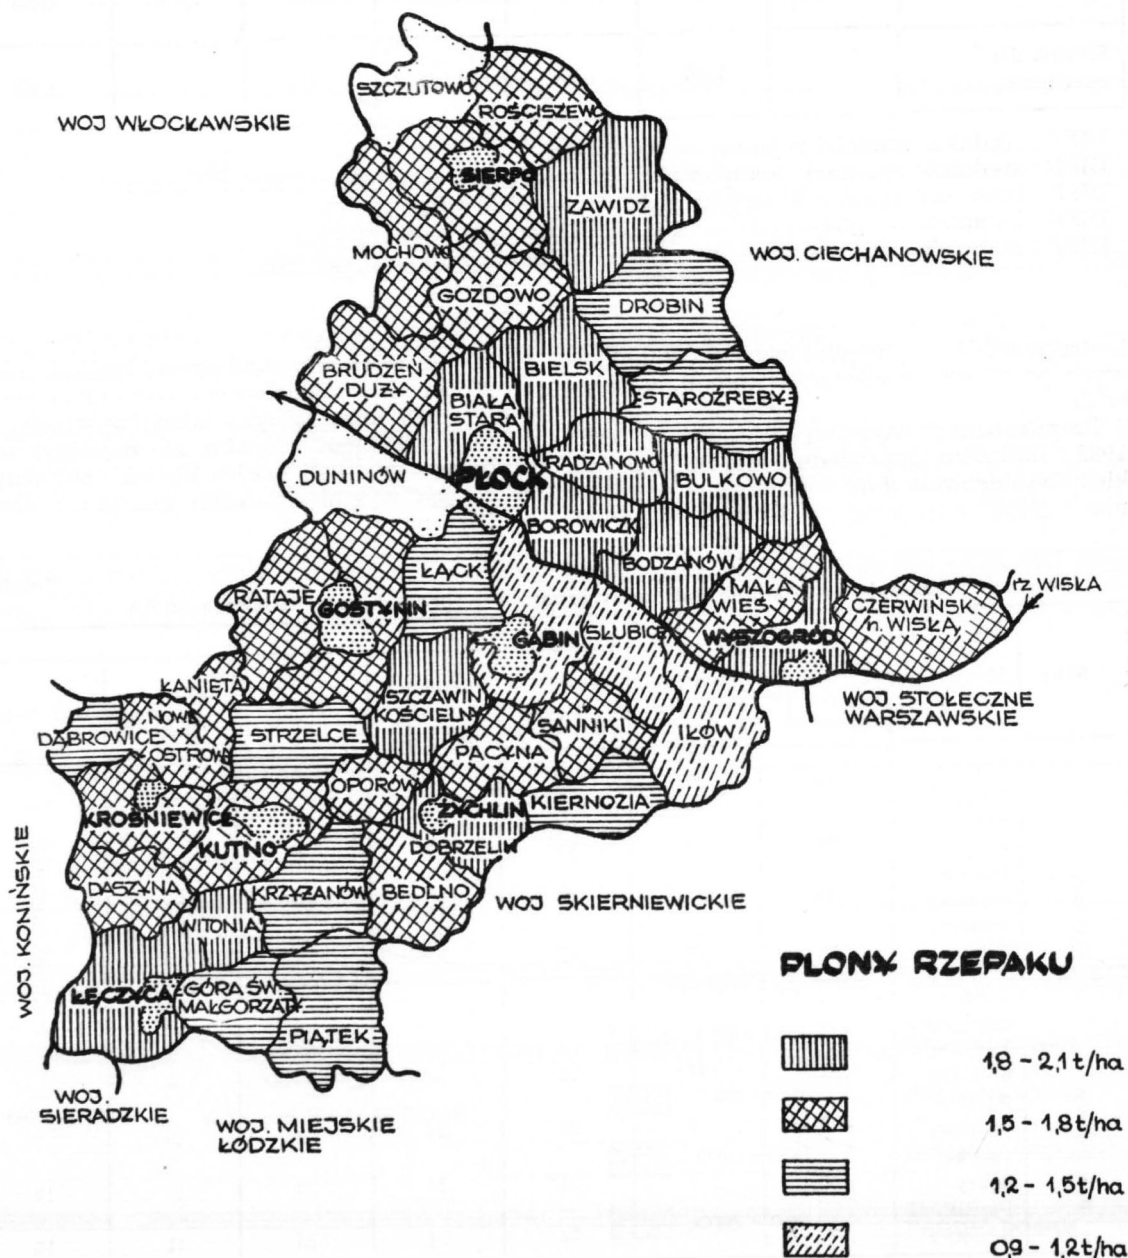 SZCZUTOWO
ROŚCISZEWO
WOJ WŁOCŁAWSKIE
SIERPC
ZAWIDZ
MOCHOWO
WOJ. CIECHANOWSKIE
GOZDOWO
DROBIN
BRUDZEŃ
DUŻY
BIELSK
BIAŁA
STARA
STAROŹREBY
DUNINÓW
PŁOCK
RADZANOWO
BULKOWO
BOROWICZK
ŁĄCK
BODZANÓW
RATAJE
GOSTYNIN
MAŁA
WIEŚ
rz WISŁA
CZERWIŃSK
n. WISŁĄ
GĄBIN
SŁUBICE
WYSZOGRÓD
ŁANIĘTA
SZCZAWIN
KOŚCIELN
WOJ. STOŁECZNE
WARSZAWSKIE
NOWE
OSTROW
DĄBROWICE
STRZELCE
SANNIKI
IŁÓW
PACYNA
OPORÓW
KROŚNIEWICE
ŻYCHLIN
KIERNOZIA
KUTNO
DOBRZELIN
DASZYNA
KRZYŻANÓW
BEDLNO
WOJ. KONIŃSKIE
WITONIA
WOJ SKIERNIEWICKIE
ŁĘCZYCA
GÓRA ŚW.
MAŁGORZATY
PIĄTEK
WOJ.
SIERADZKIE
WOJ. MIEJSKIE
ŁÓDZKIE
PLONY RZEPAKU
1,8 - 2,1 t/ha
1,5 - 1,8 t/ha
1,2 - 1,5 t/ha
0,9 - 1,2 t/ha